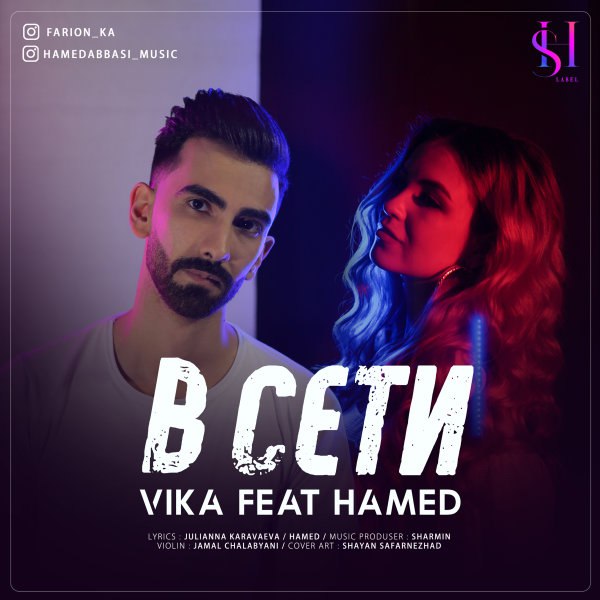 FARION_KA
HAMEDABBASI_MUSIC
SH
LABEL
В СЕТИ
VIKA FEAT HAMED
LYRICS : JULIANNA KARAVAEVA / HAMED / MUSIC PRODUSER : SHARMIN
VIOLIN : JAMAL CHALABYANI / COVER ART : SHAYAN SAFARNEZHAD